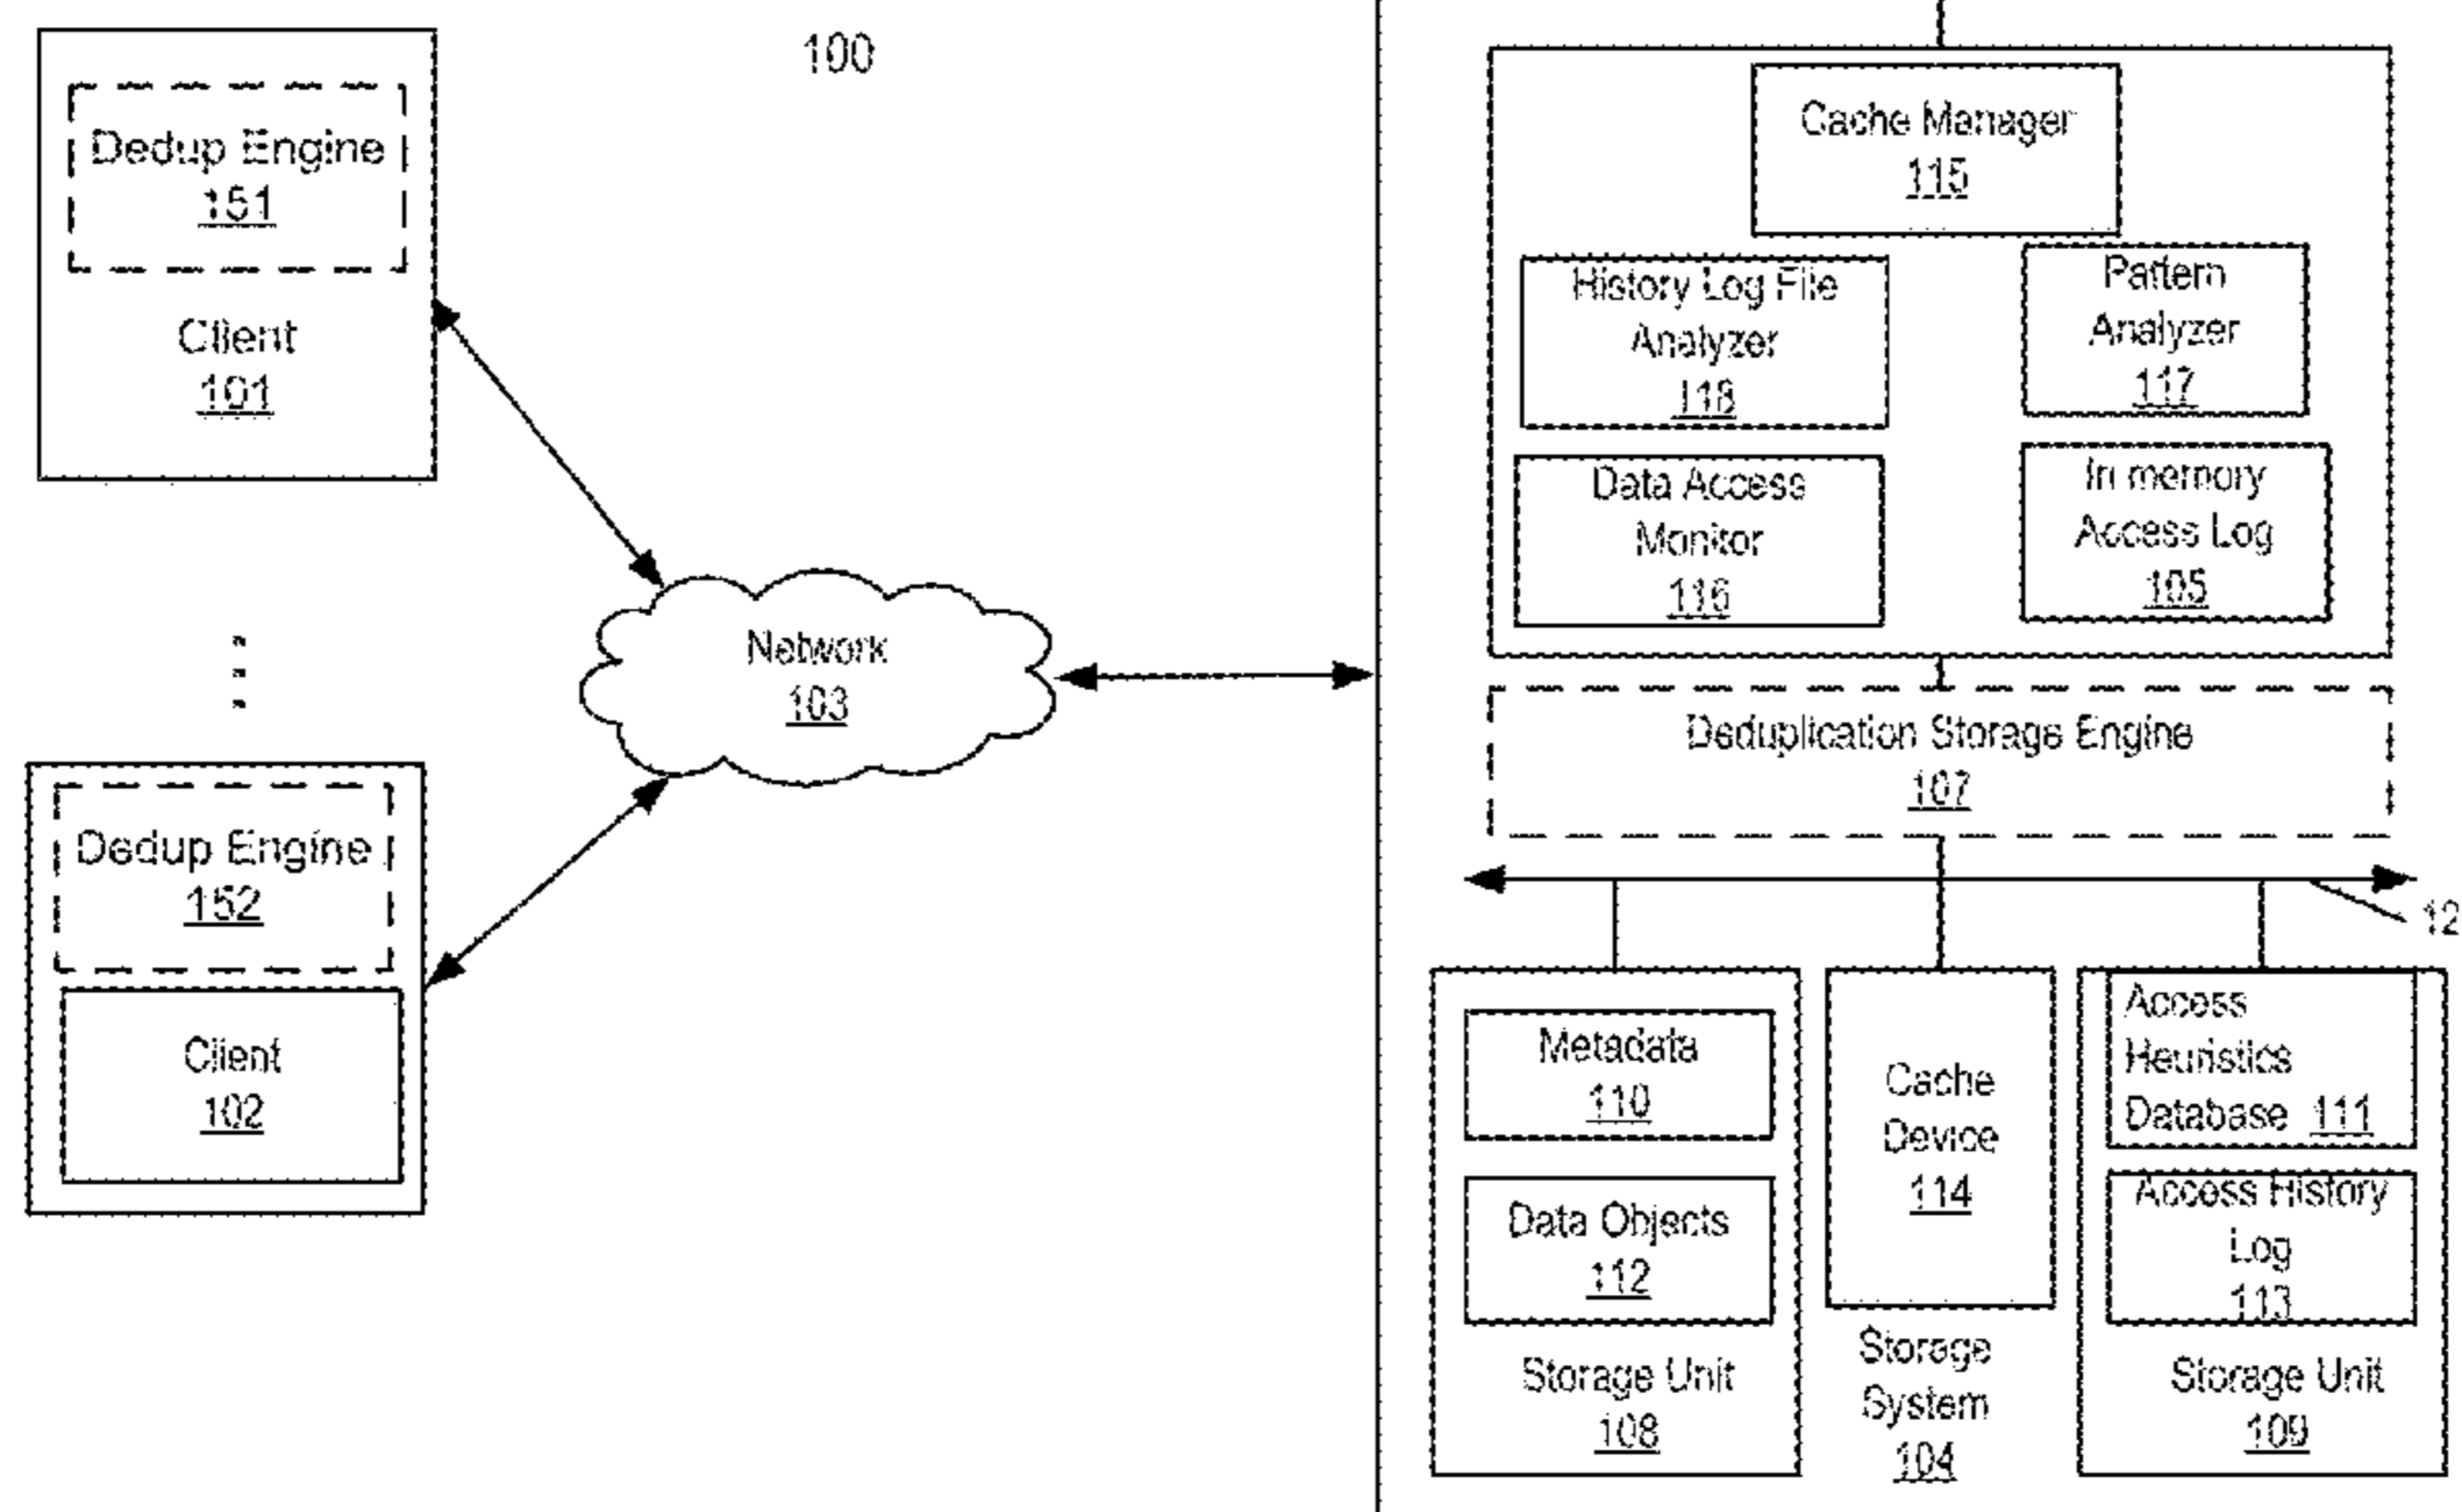 100
Dedup Engine
151
Client
101
Dedup Engine
152
Client
102
Network
103
Cache Manager
115
History Log File
Analyzer
118
Pattern
Analyzer
117
Data Access
Monitor
116
In memory
Access Log
105
Deduplication Storage Engine
107
12
Metadata
110
Data Objects
112
Storage Unit
108
Cache
Device
114
Storage
System
104
Access
Heuristics
Database 111
Access History
Log
113
Storage Unit
109